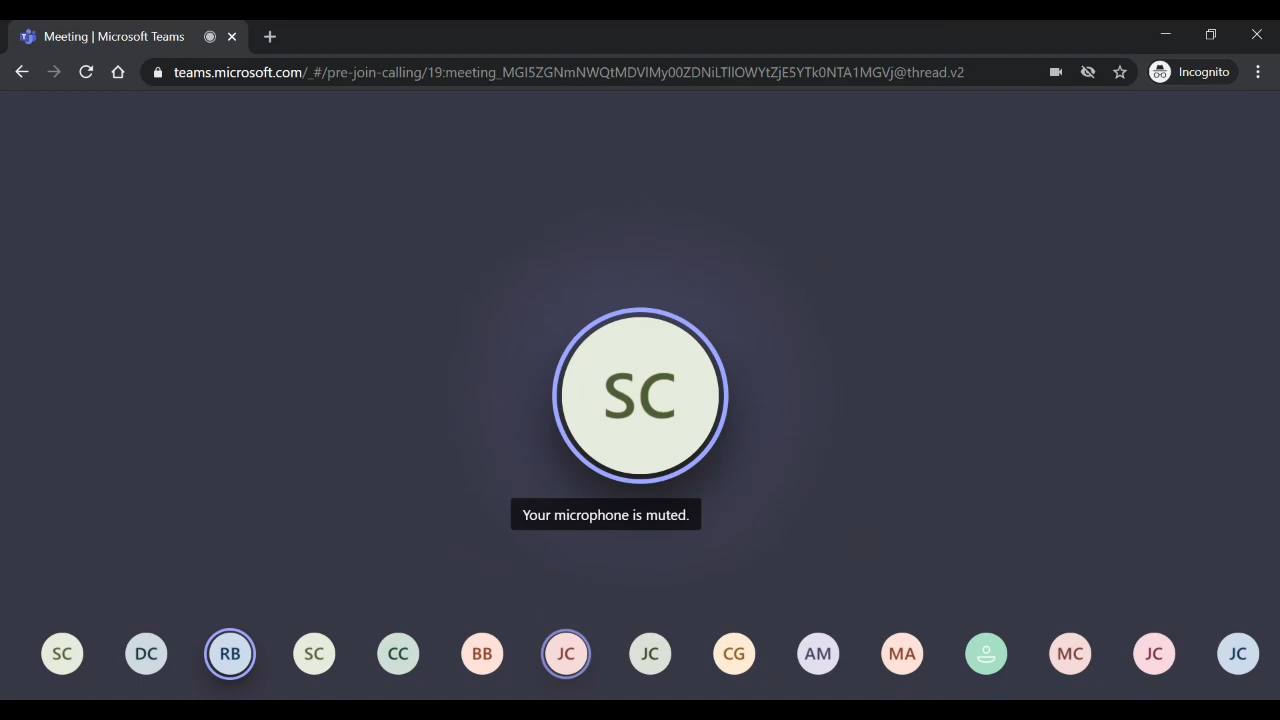 Meeting | Microsoft Teams
teams.microsoft.com/_#/pre-join-calling/19:meeting_MGI5ZGNmNWQtMDVlMy00ZDNiLTllOWYtZjE5YTk0NTA1MGVj@thread.v2
Incognito
SC
Your microphone is muted.
SC DC RB SC CC BB JC JC CG AM MA MC JC JC